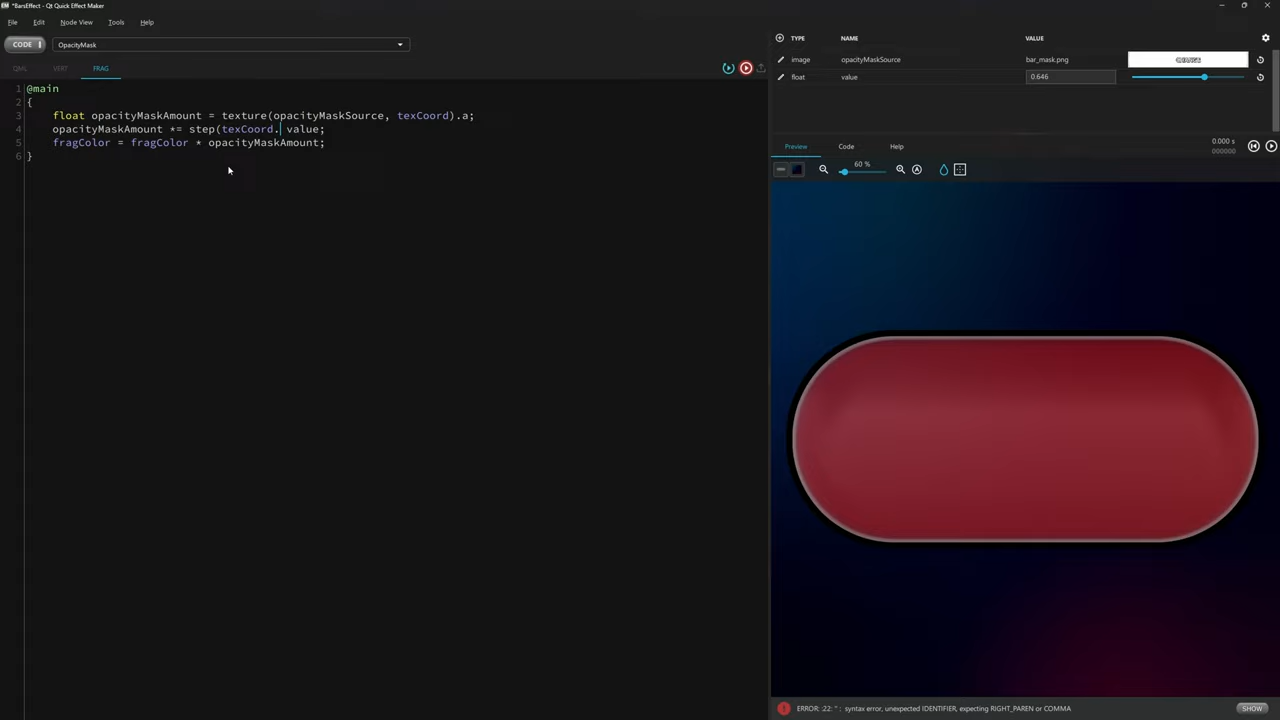 *BarsEffect - Qt Quick Effect Maker
File Edit Node View Tools Help
CODE OpacityMask
QML VERT FRAG
1 @main
2 {
3 float opacityMaskAmount = texture(opacityMaskSource, texCoord).a;
4 opacityMaskAmount *= step(texCoord. value;
5 fragColor = fragColor * opacityMaskAmount;
6 }
TYPE NAME VALUE
image opacityMaskSource bar_mask.png CHANGE
float value 0.646
Preview Code Help
0.000 s
000000
60 %
ERROR :22: '' : syntax error, unexpected IDENTIFIER, expecting RIGHT_PAREN or COMMA
SHOW